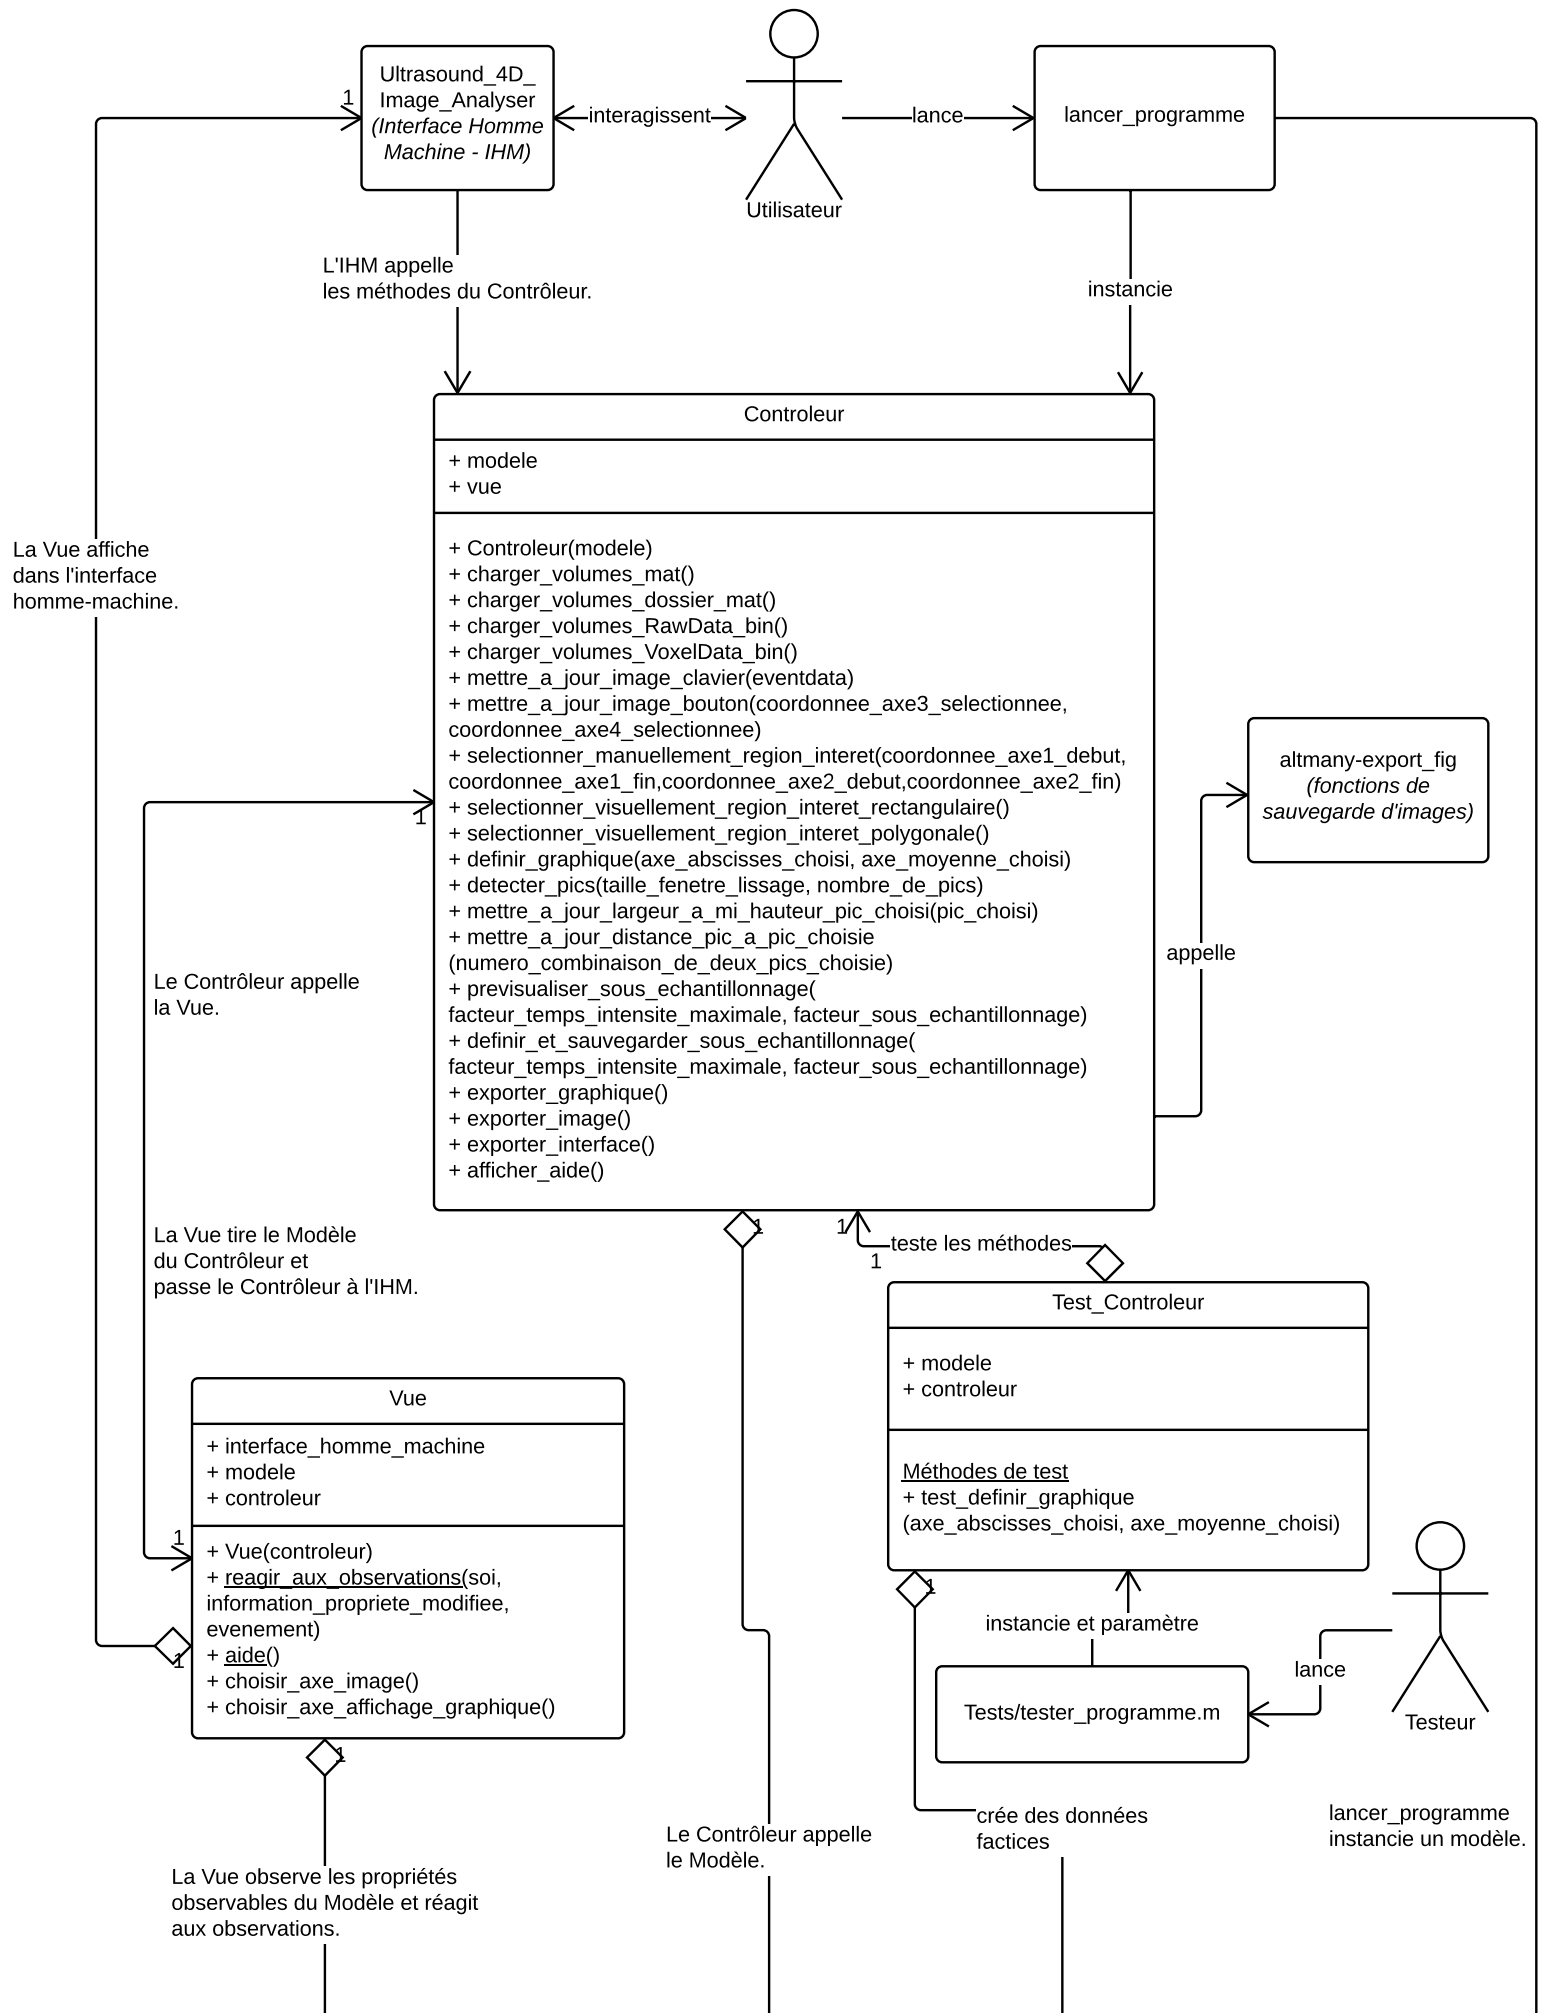 Ultrasound_4D_
Image_Analyser
(Interface Homme
Machine - IHM)
1
interagissent
Utilisateur
lance
lancer_programme
L'IHM appelle
les méthodes du Contrôleur.
instancie
La Vue affiche
dans l'interface
homme-machine.
Controleur
+ modele
+ vue
+ Controleur(modele)
+ charger_volumes_mat()
+ charger_volumes_dossier_mat()
+ charger_volumes_RawData_bin()
+ charger_volumes_VoxelData_bin()
+ mettre_a_jour_image_clavier(eventdata)
+ mettre_a_jour_image_bouton(coordonnee_axe3_selectionnee,
coordonnee_axe4_selectionnee)
+ selectionner_manuellement_region_interet(coordonnee_axe1_debut,
coordonnee_axe1_fin,coordonnee_axe2_debut,coordonnee_axe2_fin)
+ selectionner_visuellement_region_interet_rectangulaire()
+ selectionner_visuellement_region_interet_polygonale()
+ definir_graphique(axe_abscisses_choisi, axe_moyenne_choisi)
+ detecter_pics(taille_fenetre_lissage, nombre_de_pics)
+ mettre_a_jour_largeur_a_mi_hauteur_pic_choisi(pic_choisi)
+ mettre_a_jour_distance_pic_a_pic_choisie
(numero_combinaison_de_deux_pics_choisie)
+ previsualiser_sous_echantillonnage(
facteur_temps_intensite_maximale, facteur_sous_echantillonnage)
+ definir_et_sauvegarder_sous_echantillonnage(
facteur_temps_intensite_maximale, facteur_sous_echantillonnage)
+ exporter_graphique()
+ exporter_image()
+ exporter_interface()
+ afficher_aide()
1
altmany-export_fig
(fonctions de
sauvegarde d'images)
appelle
Le Contrôleur appelle
la Vue.
La Vue tire le Modèle
du Contrôleur et
passe le Contrôleur à l'IHM.
1
1
teste les méthodes
1
Test_Controleur
+ modele
+ controleur
Méthodes de test
+ test_definir_graphique
(axe_abscisses_choisi, axe_moyenne_choisi)
1
Vue
+ interface_homme_machine
+ modele
+ controleur
+ Vue(controleur)
+ reagir_aux_observations(soi,
information_propriete_modifiee,
evenement)
+ aide()
+ choisir_axe_image()
+ choisir_axe_affichage_graphique()
1
1
1
instancie et paramètre
Tests/tester_programme.m
lance
Testeur
crée des données
factices
lancer_programme
instancie un modèle.
Le Contrôleur appelle
le Modèle.
La Vue observe les propriétés
observables du Modèle et réagit
aux observations.